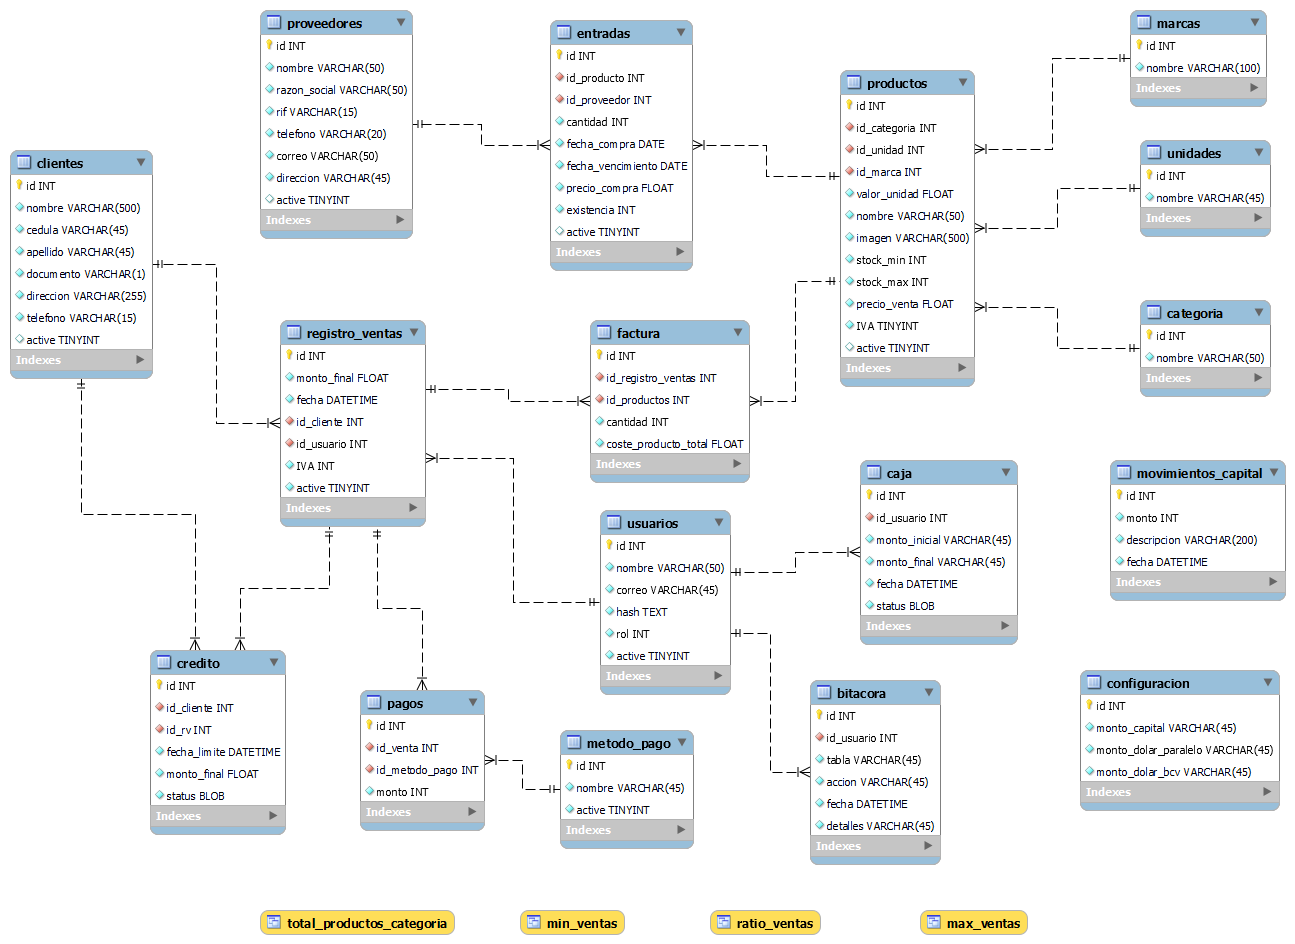 proveedores
id INT
nombre VARCHAR(50)
razon_social VARCHAR(50)
rif VARCHAR(15)
telefono VARCHAR(20)
correo VARCHAR(50)
direccion VARCHAR(45)
active TINYINT
Indexes
entradas
id INT
id_producto INT
id_proveedor INT
cantidad INT
fecha_compra DATE
fecha_vencimiento DATE
precio_compra FLOAT
existencia INT
active TINYINT
Indexes
productos
id INT
id_categoria INT
id_unidad INT
id_marca INT
valor_unidad FLOAT
nombre VARCHAR(50)
imagen VARCHAR(500)
stock_min INT
stock_max INT
precio_venta FLOAT
IVA TINYINT
active TINYINT
Indexes
marcas
id INT
nombre VARCHAR(100)
Indexes
unidades
id INT
nombre VARCHAR(45)
Indexes
categoria
id INT
nombre VARCHAR(50)
Indexes
clientes
id INT
nombre VARCHAR(500)
cedula VARCHAR(45)
apellido VARCHAR(45)
documento VARCHAR(1)
direccion VARCHAR(255)
telefono VARCHAR(15)
active TINYINT
Indexes
registro_ventas
id INT
monto_final FLOAT
fecha DATETIME
id_cliente INT
id_usuario INT
IVA INT
active TINYINT
Indexes
factura
id INT
id_registro_ventas INT
id_productos INT
cantidad INT
coste_producto_total FLOAT
Indexes
usuarios
id INT
nombre VARCHAR(50)
correo VARCHAR(45)
hash TEXT
rol INT
active TINYINT
Indexes
caja
id INT
id_usuario INT
monto_inicial VARCHAR(45)
monto_final VARCHAR(45)
fecha DATETIME
status BLOB
Indexes
movimientos_capital
id INT
monto INT
descripcion VARCHAR(200)
fecha DATETIME
Indexes
credito
id INT
id_cliente INT
id_rv INT
fecha_limite DATETIME
monto_final FLOAT
status BLOB
Indexes
pagos
id INT
id_venta INT
id_metodo_pago INT
monto INT
Indexes
metodo_pago
id INT
nombre VARCHAR(45)
active TINYINT
Indexes
bitacora
id INT
id_usuario INT
tabla VARCHAR(45)
accion VARCHAR(45)
fecha DATETIME
detalles VARCHAR(45)
Indexes
configuracion
id INT
monto_capital VARCHAR(45)
monto_dolar_paralelo VARCHAR(45)
monto_dolar_bcv VARCHAR(45)
Indexes
total_productos_categoria
min_ventas
ratio_ventas
max_ventas